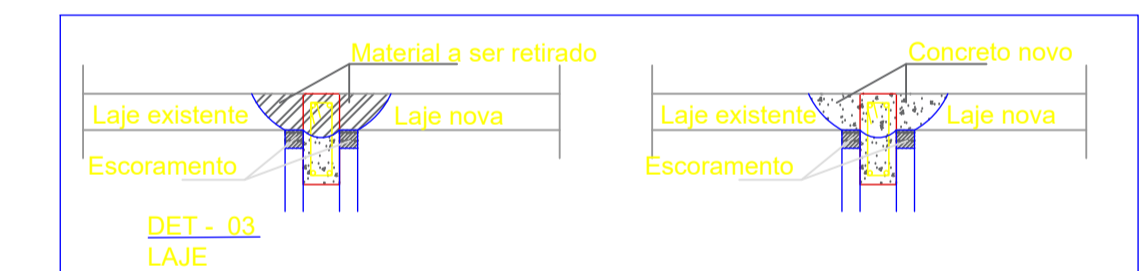 Material a ser retirado
Laje existente
Laje nova
Escoramento
DET - 03
LAJE
Concreto novo
Laje existente
Laje nova
Escoramento